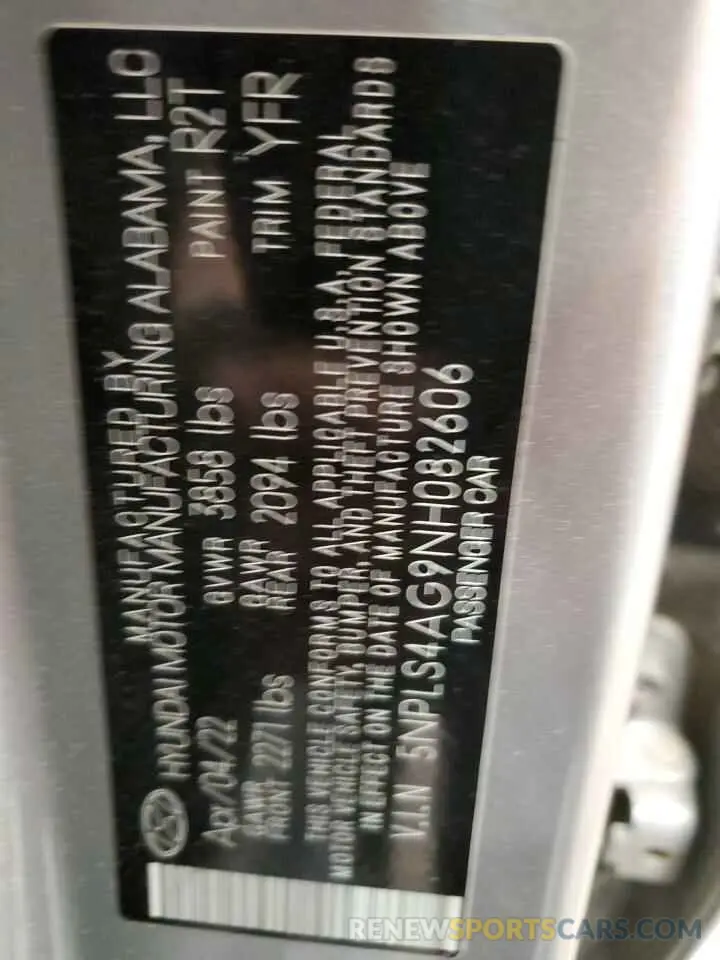 MANUFACTURED BY
HYUNDAI MOTOR MANUFACTURING ALABAMA, LLC
Apr/04/22 GVWR 3858 lbs PAINT R2T
GAWR FRONT 2271 lbs GAWR REAR 2094 lbs TRIM YFR
THIS VEHICLE CONFORMS TO ALL APPLICABLE U.S.A. FEDERAL
MOTOR VEHICLE SAFETY, BUMPER, AND THEFT PREVENTION STANDARDS
IN EFFECT ON THE DATE OF MANUFACTURE SHOWN ABOVE
V.I.N 5NPLS4AG9NH082606
PASSENGER CAR
RENEWSPORTSCARS.COM